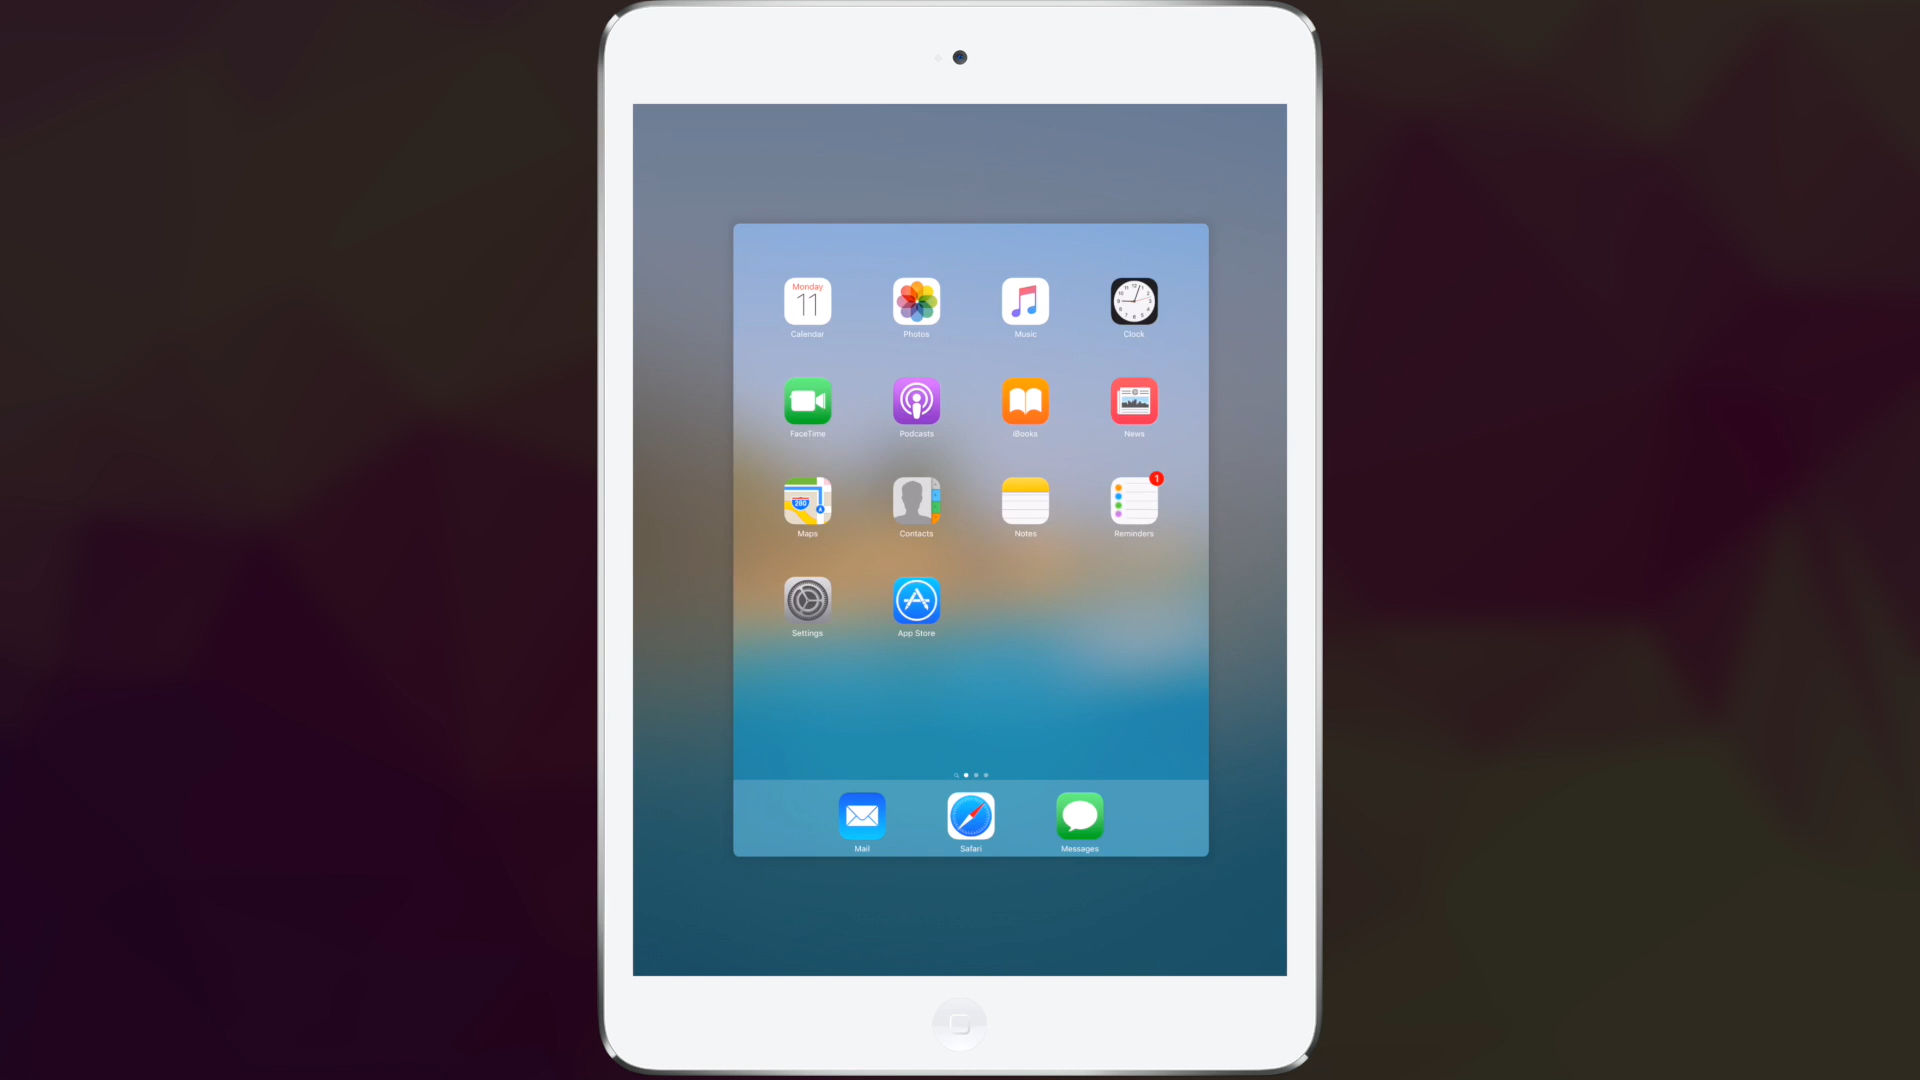 Monday
11
Calendar
Photos
Music
Clock
FaceTime
Podcasts
iBooks
News
280
Maps
Contacts
Notes
1
Reminders
Settings
App Store
Mail
Safari
Messages